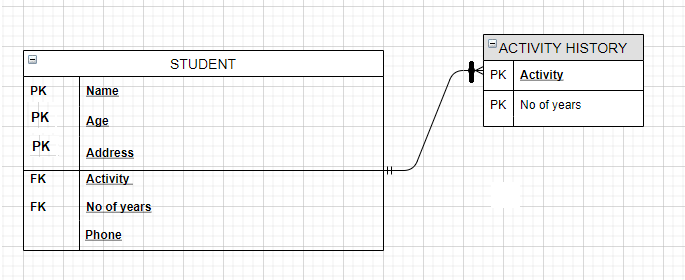 STUDENT
PK Name
PK Age
PK Address
FK Activity
FK No of years
Phone
ACTIVITY HISTORY
PK Activity
PK No of years